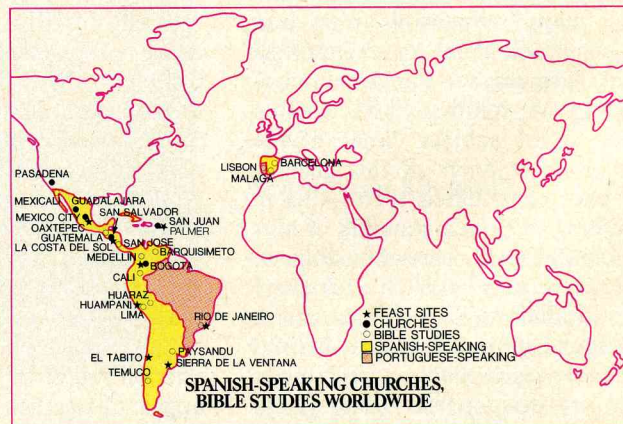 PASADENA
MEXICALI
GUADALAJARA
MEXICO CITY
SAN SALVADOR
OAXTEPEC
GUATEMALA
LA COSTA DEL SOL
SAN JOSE
SAN JUAN
PALMER
MEDELLIN
BARQUISIMETO
BOGOTA
CALI
HUARAZ
HUAMPANI
LIMA
RIO DE JANEIRO
EL TABITO
PAYSANDU
SIERRA DE LA VENTANA
TEMUCO
LISBON
BARCELONA
MALAGA
FEAST SITES
CHURCHES
BIBLE STUDIES
SPANISH-SPEAKING
PORTUGUESE-SPEAKING
SPANISH-SPEAKING CHURCHES,
BIBLE STUDIES WORLDWIDE